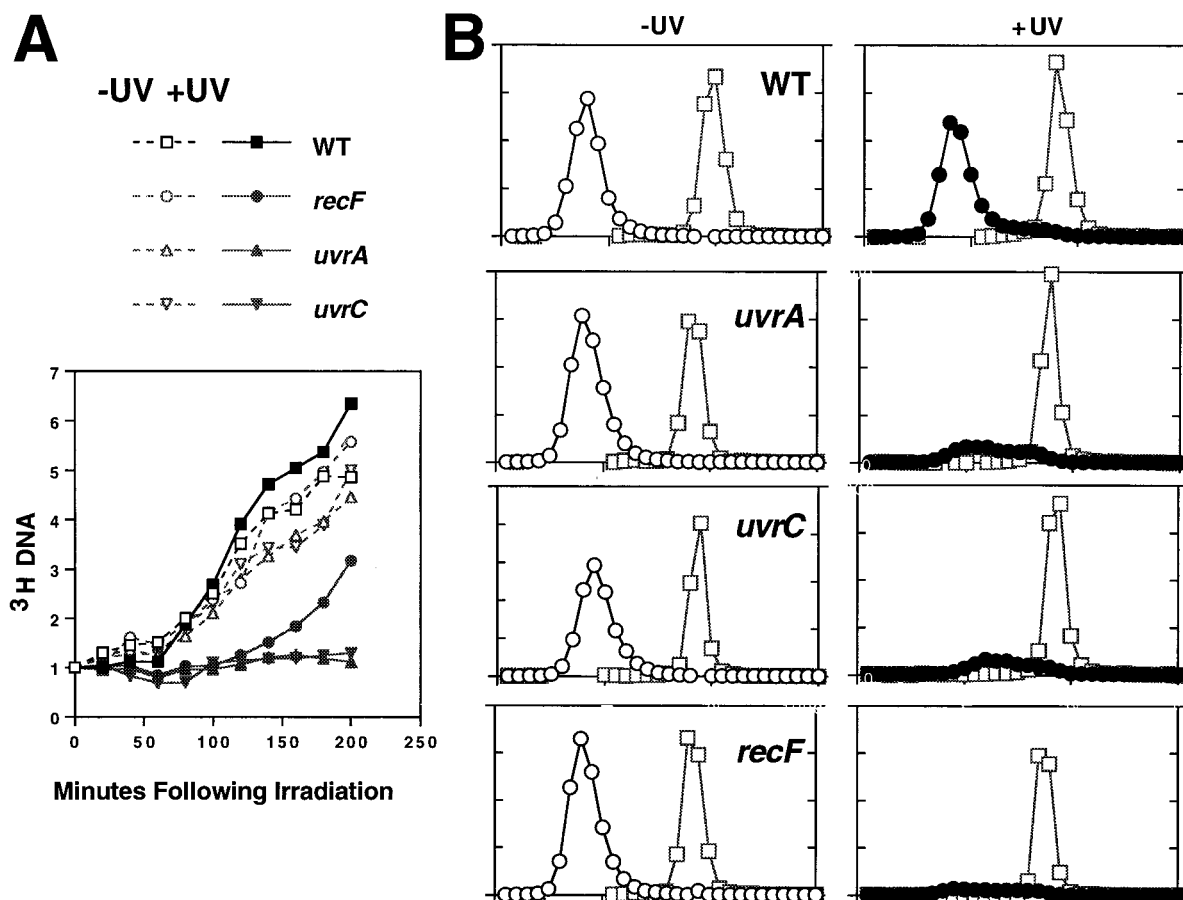 A
-UV +UV
WT
recF
uvrA
uvrC
7
6
5
4
3
2
1
0
³H DNA
0 50 100 150 200 250
Minutes Following Irradiation
B
-UV
+UV
WT
uvrA
uvrC
recF